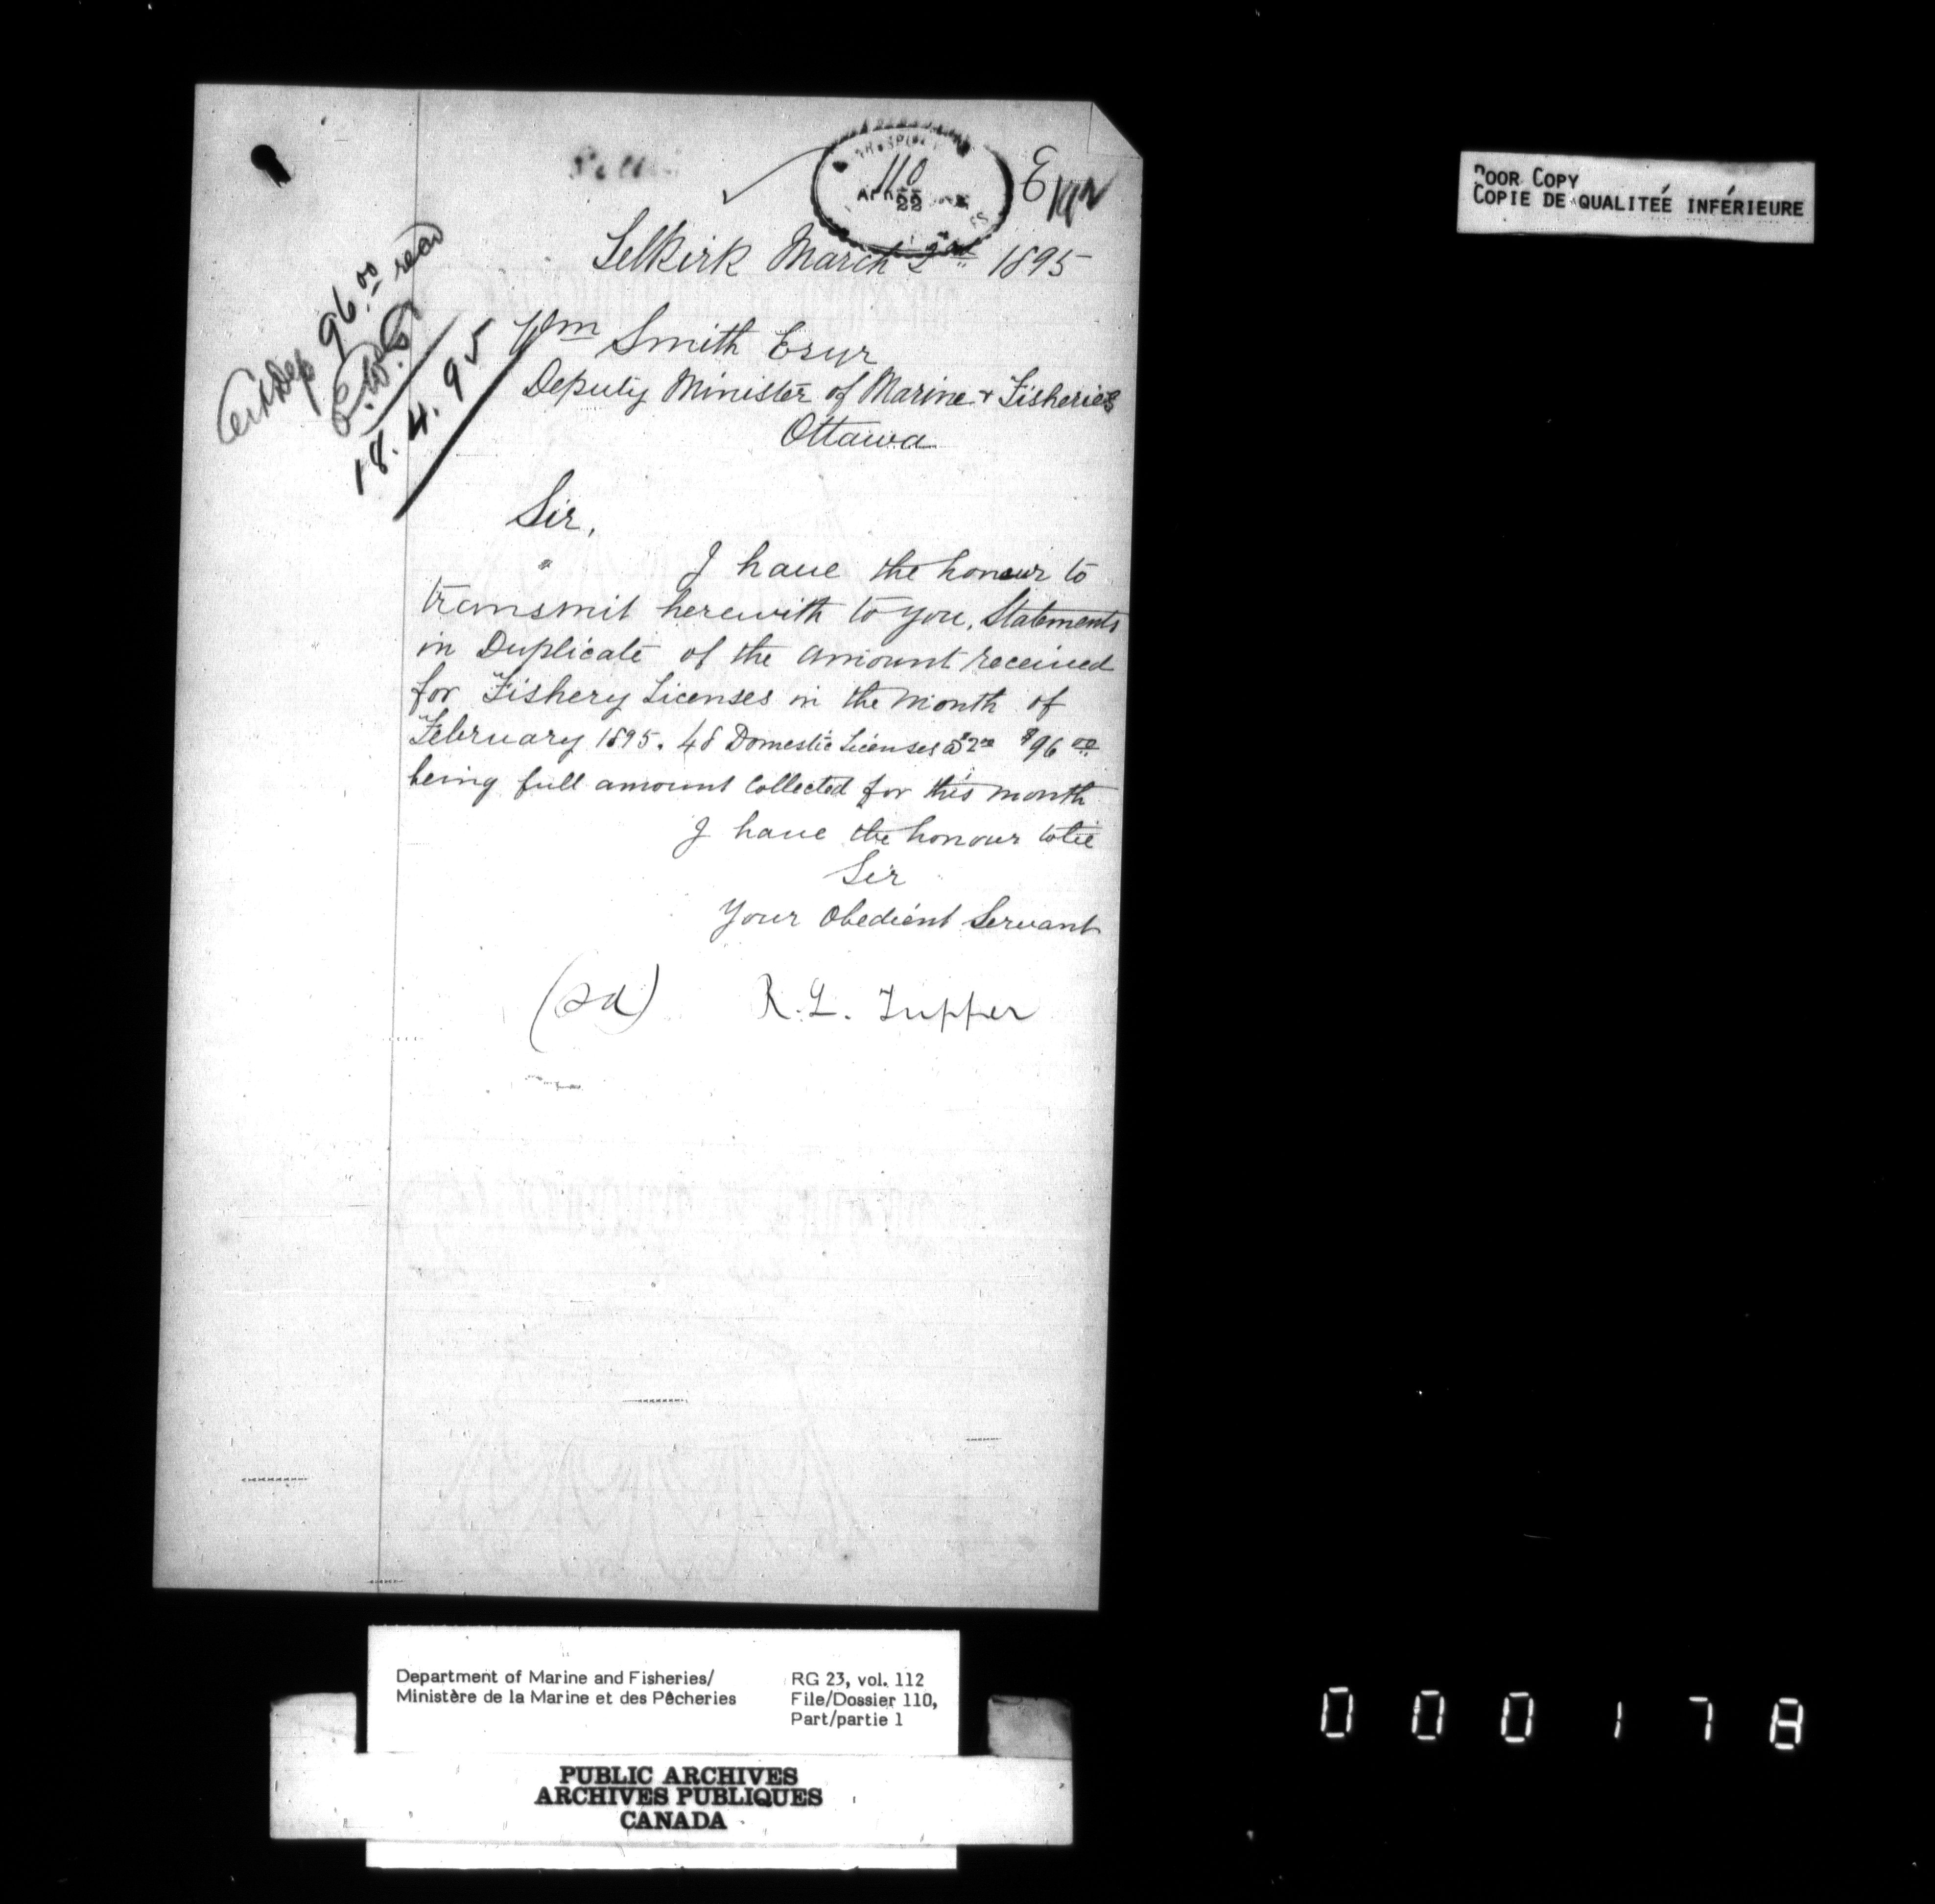 110
APR 22
Selkirk March 2nd 1895
Cert Dep 96.00 recd
18.4.95
Wm Smith Esqr
Deputy Minister of Marine & Fisheries
Ottawa
Sir,
I have the honour to
transmit herewith to you, Statements
in Duplicate of the amount received
for Fishery Licenses in the month of
February 1895. 48 Domestic Licenses @ $2.00 $96.00
being full amount collected for this month
I have the honour to be
Sir
Your Obedient Servant
(Sd) R. L. Tupper
POOR COPY
COPIE DE QUALITEÉ INFÉRIEURE
Department of Marine and Fisheries/
Ministère de la Marine et des Pêcheries
RG 23, vol. 112
File/Dossier 110,
Part/partie 1
PUBLIC ARCHIVES
ARCHIVES PUBLIQUES
CANADA
000178